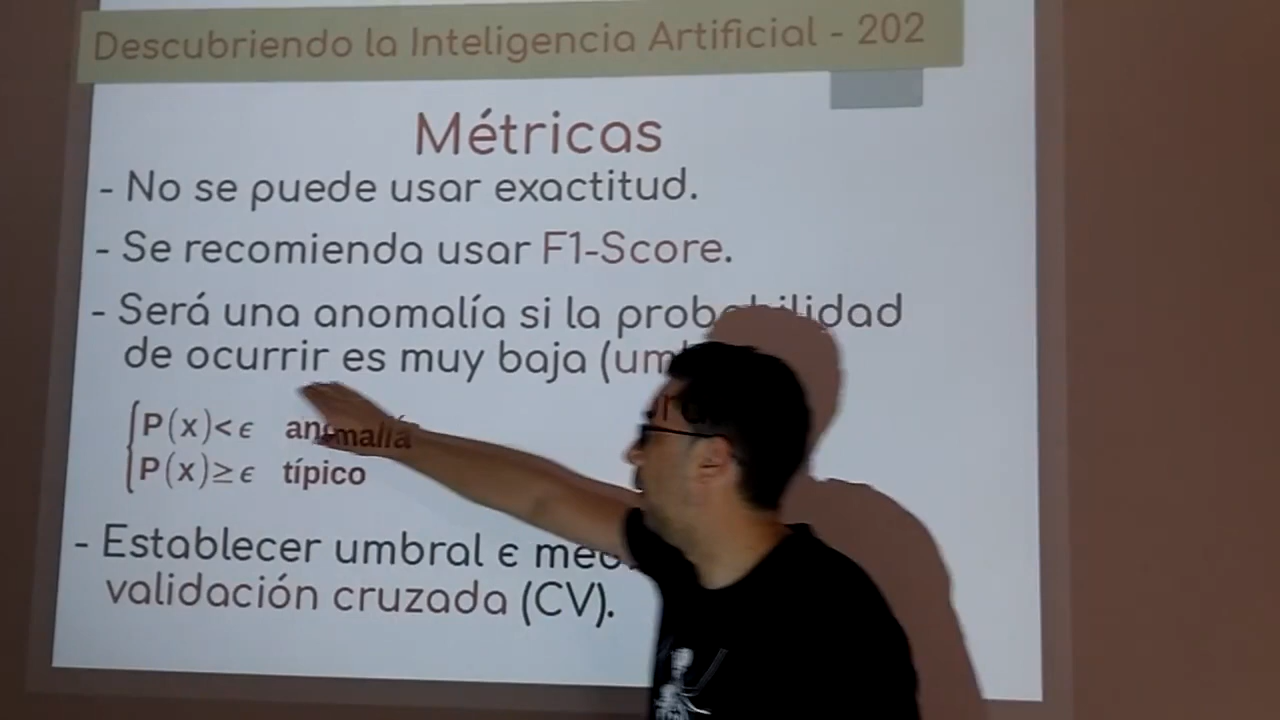 Descubriendo la Inteligencia Artificial - 202
Métricas
- No se puede usar exactitud.
- Se recomienda usar F1-Score.
- Será una anomalía si la probabilidad
de ocurrir es muy baja
P(x)<ϵ anomalía
P(x)≥ϵ típico
- Establecer umbral ϵ
validación cruzada (CV).